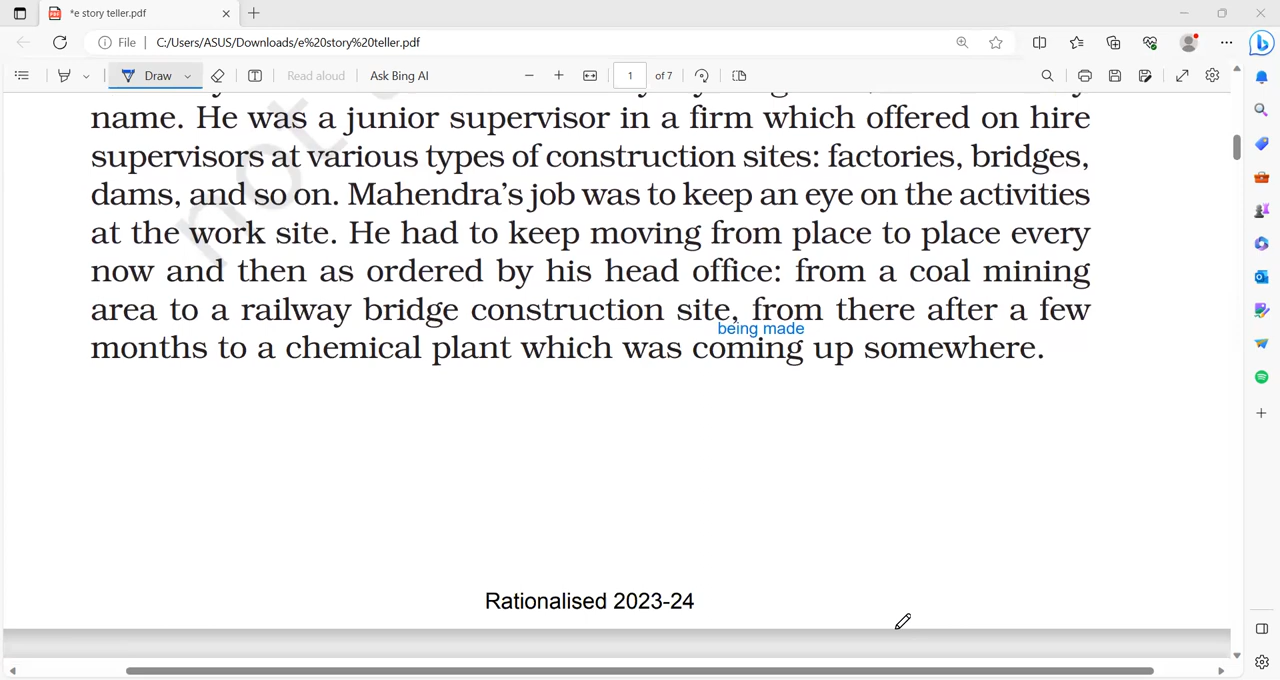 *e story teller.pdf
File
C:/Users/ASUS/Downloads/e%20story%20teller.pdf
Draw
Read aloud
Ask Bing AI
1
of 7
name. He was a junior supervisor in a firm which offered on hire
supervisors at various types of construction sites: factories, bridges,
dams, and so on. Mahendra's job was to keep an eye on the activities
at the work site. He had to keep moving from place to place every
now and then as ordered by his head office: from a coal mining
area to a railway bridge construction site, from there after a few
being made
months to a chemical plant which was coming up somewhere.
not
Rationalised 2023-24